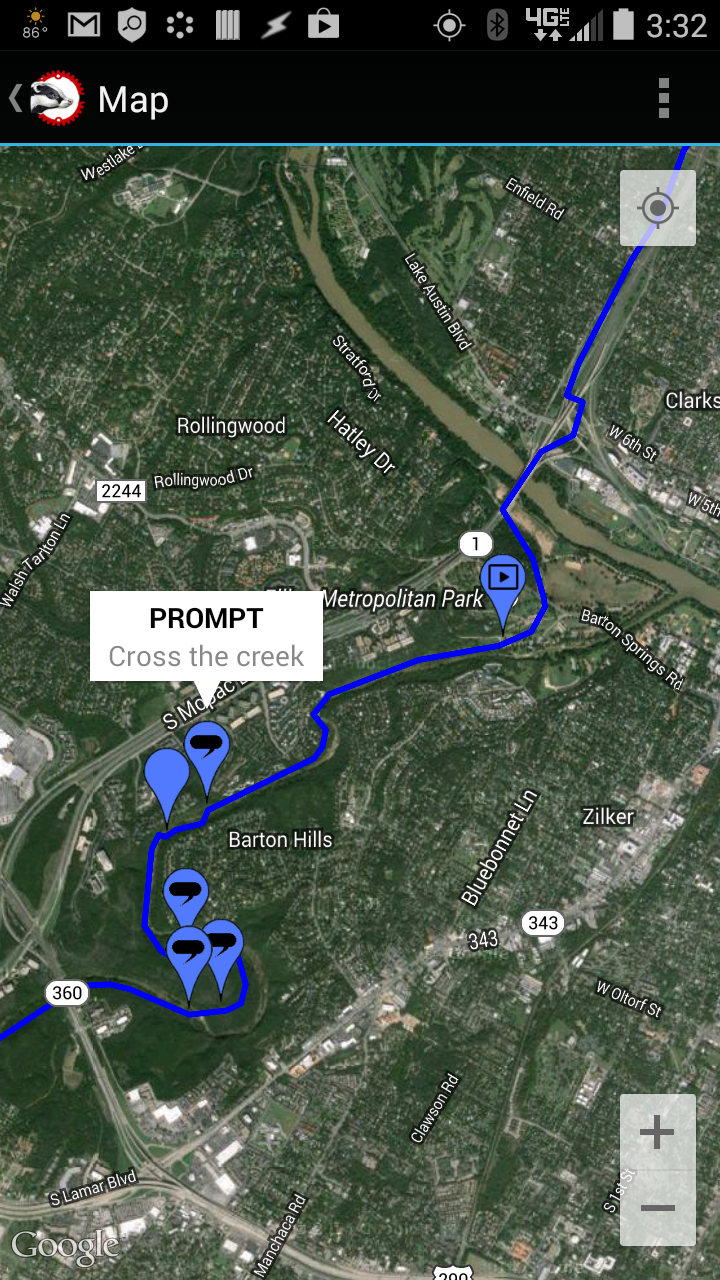 86°
4G LTE
3:32
Map
Westlake
Enfield Rd
Lake Austin Blvd
Stratford Dr
Clarks
Rollingwood
Hatley Dr
W 6th St
Rollingwood Dr
2244
W 5th
Walsh Tarlton Ln
1
Metropolitan Park
PROMPT
Cross the creek
Barton Springs Rd
S Mopac
Bluebonnet Ln
Zilker
Barton Hills
343
343
360
W Oltorf St
Clawson Rd
S Lamar Blvd
S 1st St
Manchaca Rd
Google
290